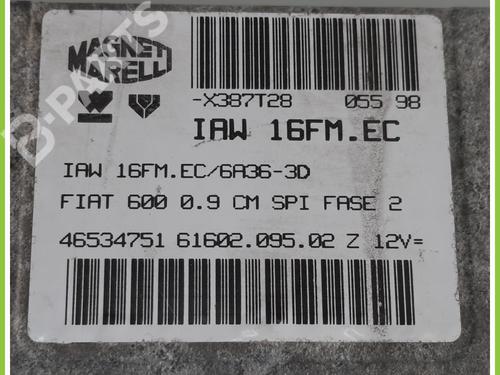 MAGNETI
MARELLI
-X387T28 055 98
IAW 16FM.EC
IAW 16FM.EC/6A36-3D
FIAT 600 0.9 CM SPI FASE 2
46534751 61602.095.02 Z 12V=
B-PARTS